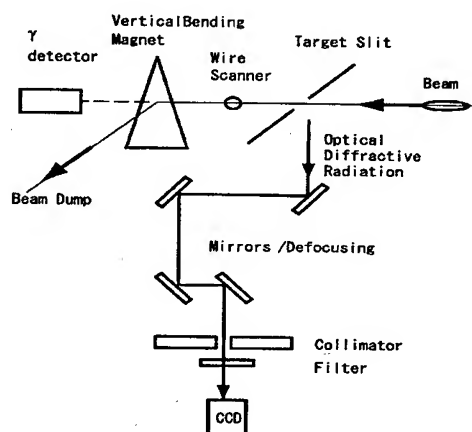 γ
detector
VerticalBending
Magnet
Wire
Scanner
Target Slit
Beam
Beam Dump
Optical
Diffractive
Radiation
Mirrors /Defocusing
Collimator
Filter
CCD